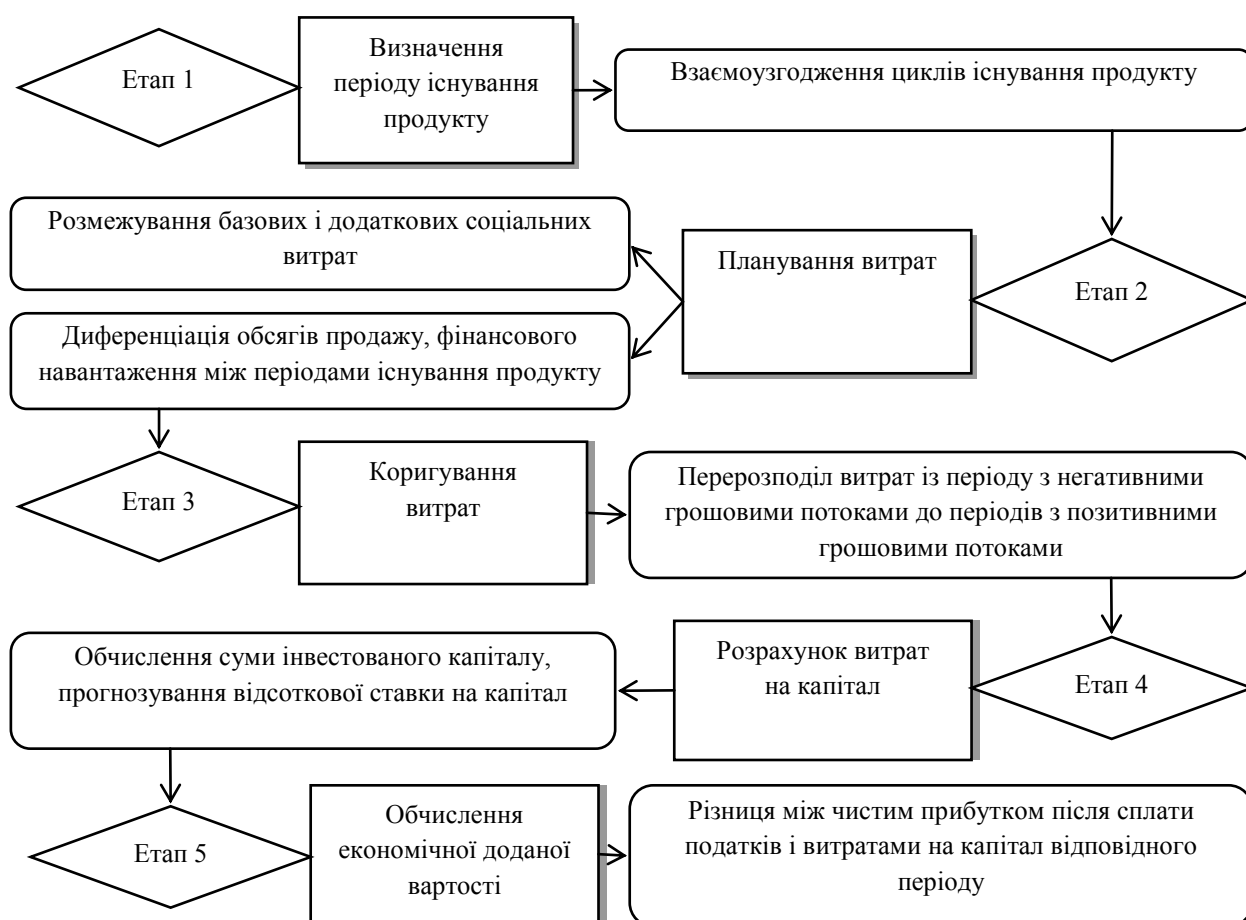 Етап 1
Визначення
періоду існування
продукту
Взаємоузгодження циклів існування продукту
Розмежування базових і додаткових соціальних
витрат
Планування витрат
Етап 2
Диференціація обсягів продажу, фінансового
навантаження між періодами існування продукту
Етап 3
Коригування
витрат
Перерозподіл витрат із періоду з негативними
грошовими потоками до періодів з позитивними
грошовими потоками
Обчислення суми інвестованого капіталу,
прогнозування відсоткової ставки на капітал
Розрахунок витрат
на капітал
Етап 4
Етап 5
Обчислення
економічної доданої
вартості
Різниця між чистим прибутком після сплати
податків і витратами на капітал відповідного
періоду